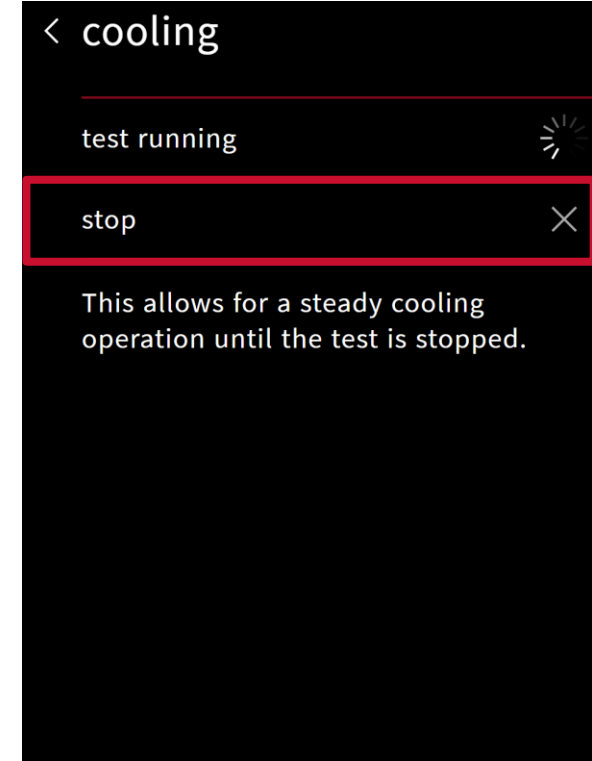 cooling
test running
stop
This allows for a steady cooling
operation until the test is stopped.